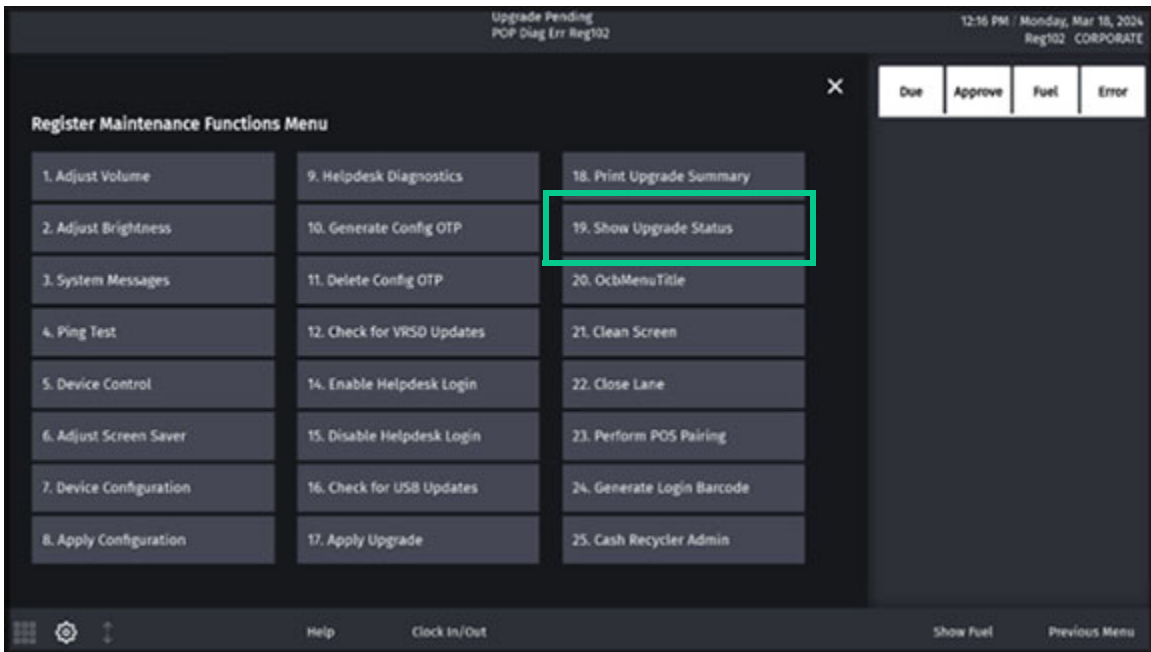 Upgrade Pending
POP Diag Err Reg102
12:16 PM / Monday, Mar 18, 2024
Reg102 CORPORATE
Due
Approve
Fuel
Error
Register Maintenance Functions Menu
1. Adjust Volume
2. Adjust Brightness
3. System Messages
4. Ping Test
5. Device Control
6. Adjust Screen Saver
7. Device Configuration
8. Apply Configuration
9. Helpdesk Diagnostics
10. Generate Config OTP
11. Delete Config OTP
12. Check for VRSD Updates
14. Enable Helpdesk Login
15. Disable Helpdesk Login
16. Check for USB Updates
17. Apply Upgrade
18. Print Upgrade Summary
19. Show Upgrade Status
20. OcbMenuTitle
21. Clean Screen
22. Close Lane
23. Perform POS Pairing
24. Generate Login Barcode
25. Cash Recycler Admin
Help
Clock In/Out
Show Fuel
Previous Menu